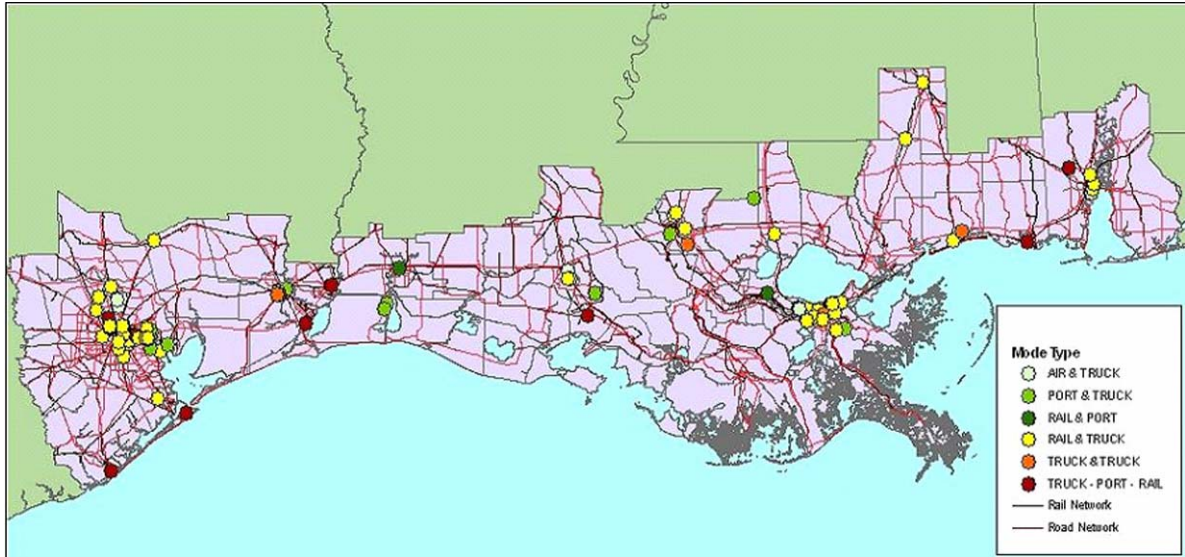 Mode Type
AIR & TRUCK
PORT & TRUCK
RAIL & PORT
RAIL & TRUCK
TRUCK & TRUCK
TRUCK - PORT - RAIL
Rail Network
Road Network